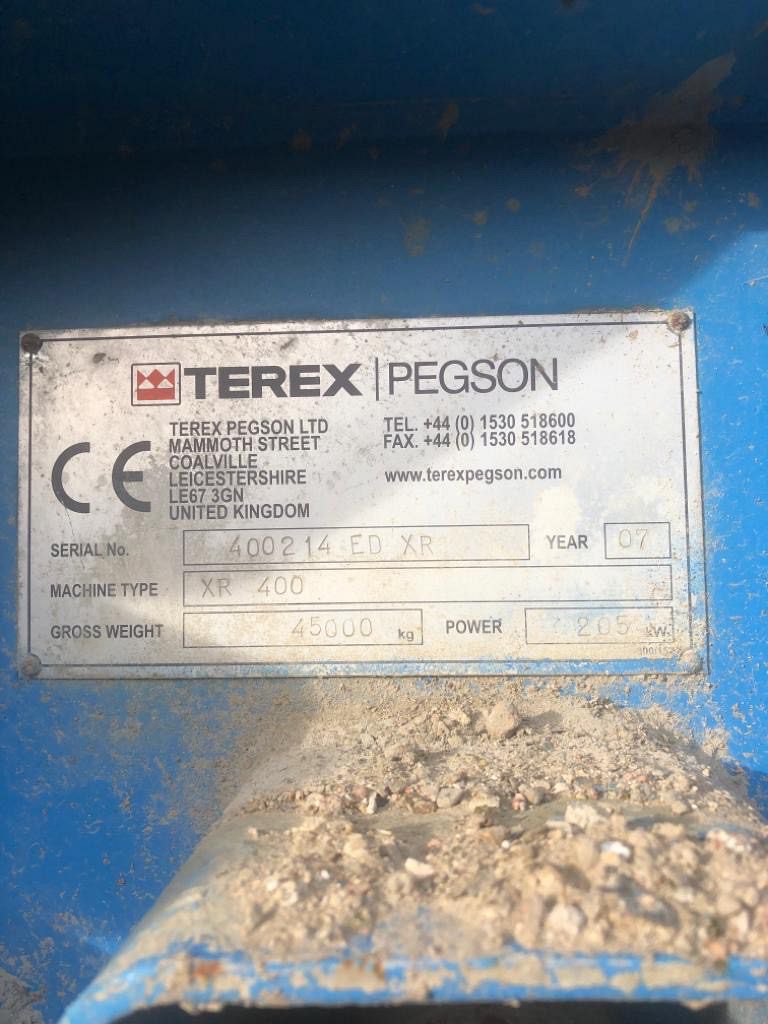 TEREX | PEGSON
TEREX PEGSON LTD
MAMMOTH STREET
COALVILLE
LEICESTERSHIRE
LE67 3GN
UNITED KINGDOM
TEL. +44 (0) 1530 518600
FAX. +44 (0) 1530 518618
www.terexpegson.com
CE
SERIAL No. 400214 ED XR YEAR 07
MACHINE TYPE XR 400
GROSS WEIGHT 45000 kg POWER 205 kW